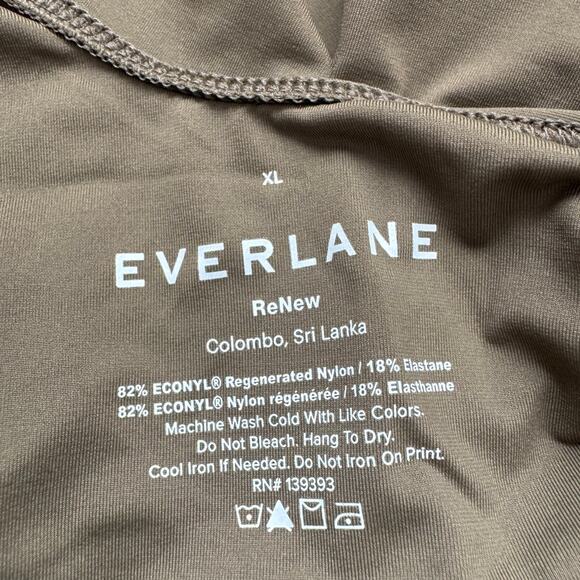 XL
EVERLANE
ReNew
Colombo, Sri Lanka
82% ECONYL® Regenerated Nylon / 18% Elastane
82% ECONYL® Nylon régénérée / 18% Elasthanne
Machine Wash Cold With Like Colors.
Do Not Bleach. Hang To Dry.
Cool Iron If Needed. Do Not Iron On Print.
RN# 139393